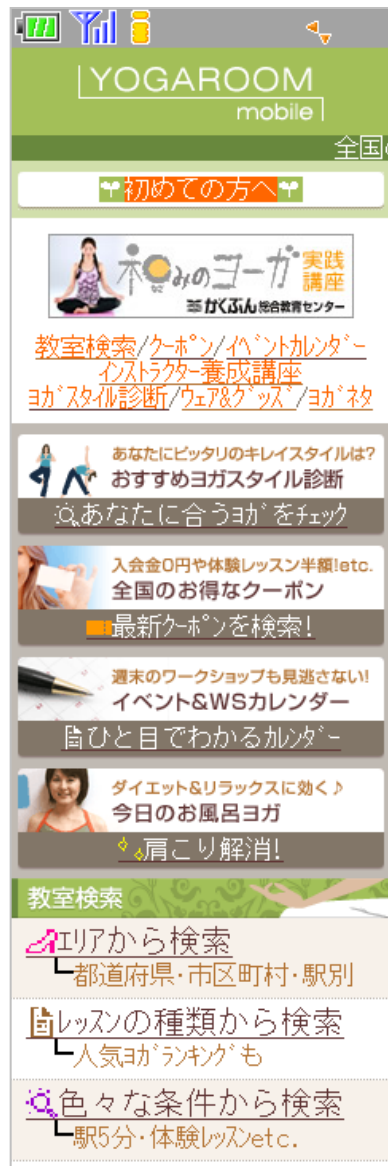 YOGAROOM
mobile
全国
初めての方へ
和みのヨーガ 実践講座
がくぶん 総合教育センター
教室検索/ｸｰﾎﾟﾝ/ｲﾍﾞﾝﾄｶﾚﾝﾀﾞｰ
ｲﾝｽﾄﾗｸﾀｰ養成講座
ﾖｶﾞｽﾀｲﾙ診断/ｳｪｱ&ｸﾞｯｽﾞ/ﾖｶﾞﾈﾀ
あなたにピッタリのキレイスタイルは?
おすすめヨガスタイル診断
あなたに合うﾖｶﾞをﾁｪｯｸ
入会金0円や体験レッスン半額!etc.
全国のお得なクーポン
最新ｸｰﾎﾟﾝを検索!
週末のワークショップも見逃さない!
イベント&WSカレンダー
ひと目でわかるｶﾚﾝﾀﾞｰ
ダイエット&リラックスに効く♪
今日のお風呂ヨガ
肩こり解消!
教室検索
ｴﾘｱから検索
都道府県･市区町村･駅別
ﾚｯｽﾝの種類から検索
人気ﾖｶﾞﾗﾝｷﾝｸﾞも
色々な条件から検索
駅5分･体験ﾚｯｽﾝetc.